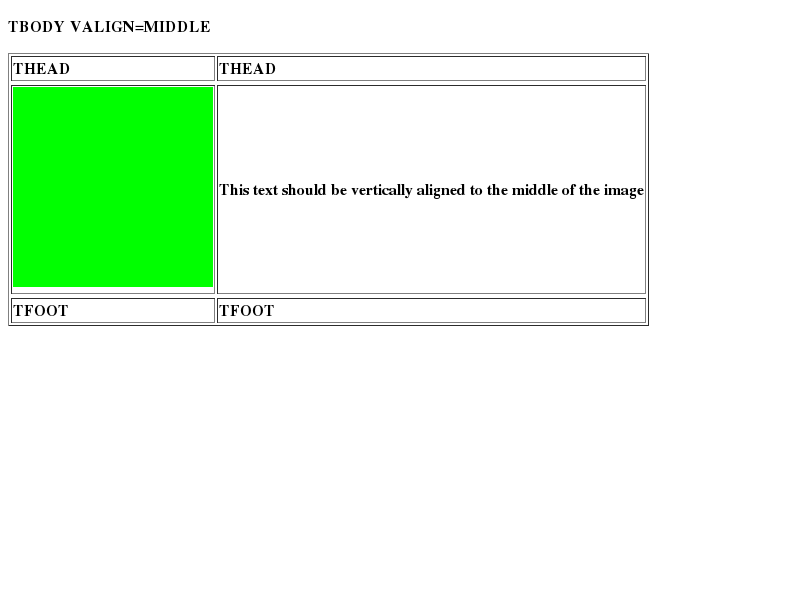 TBODY VALIGN=MIDDLE
THEAD THEAD
This text should be vertically aligned to the middle of the image
TFOOT TFOOT